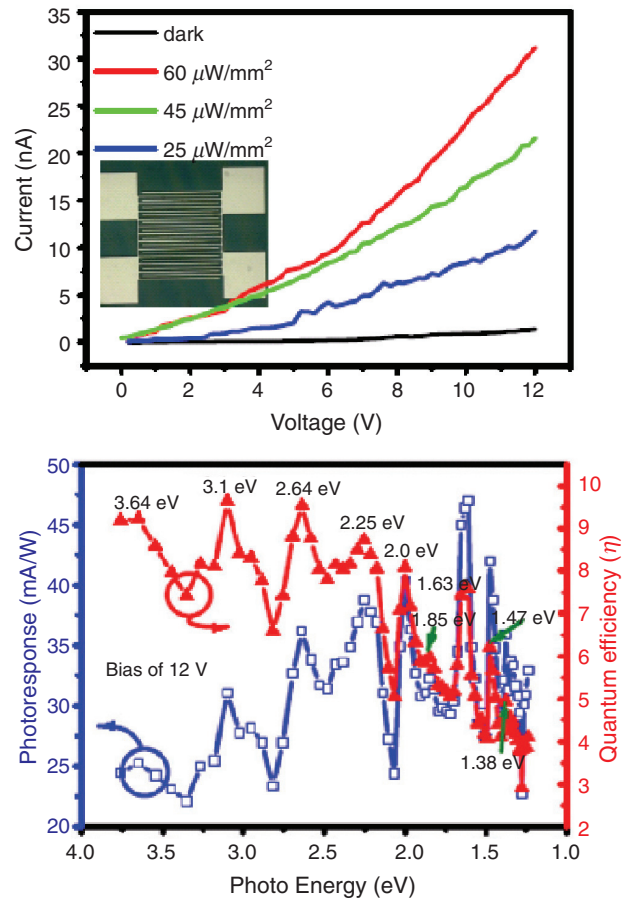 35
30
25
20
15
10
5
0
Current (nA)
dark
60 μW/mm²
45 μW/mm²
25 μW/mm²
0 2 4 6 8 10 12
Voltage (V)
50
45
40
35
30
25
20
Photoresponse (mA/W)
3.64 eV
3.1 eV
2.64 eV
2.25 eV
2.0 eV
1.63 eV
1.85 eV
1.47 eV
1.38 eV
Bias of 12 V
10
9
8
7
6
5
4
3
2
Quantum efficiency (η)
4.0 3.5 3.0 2.5 2.0 1.5 1.0
Photo Energy (eV)